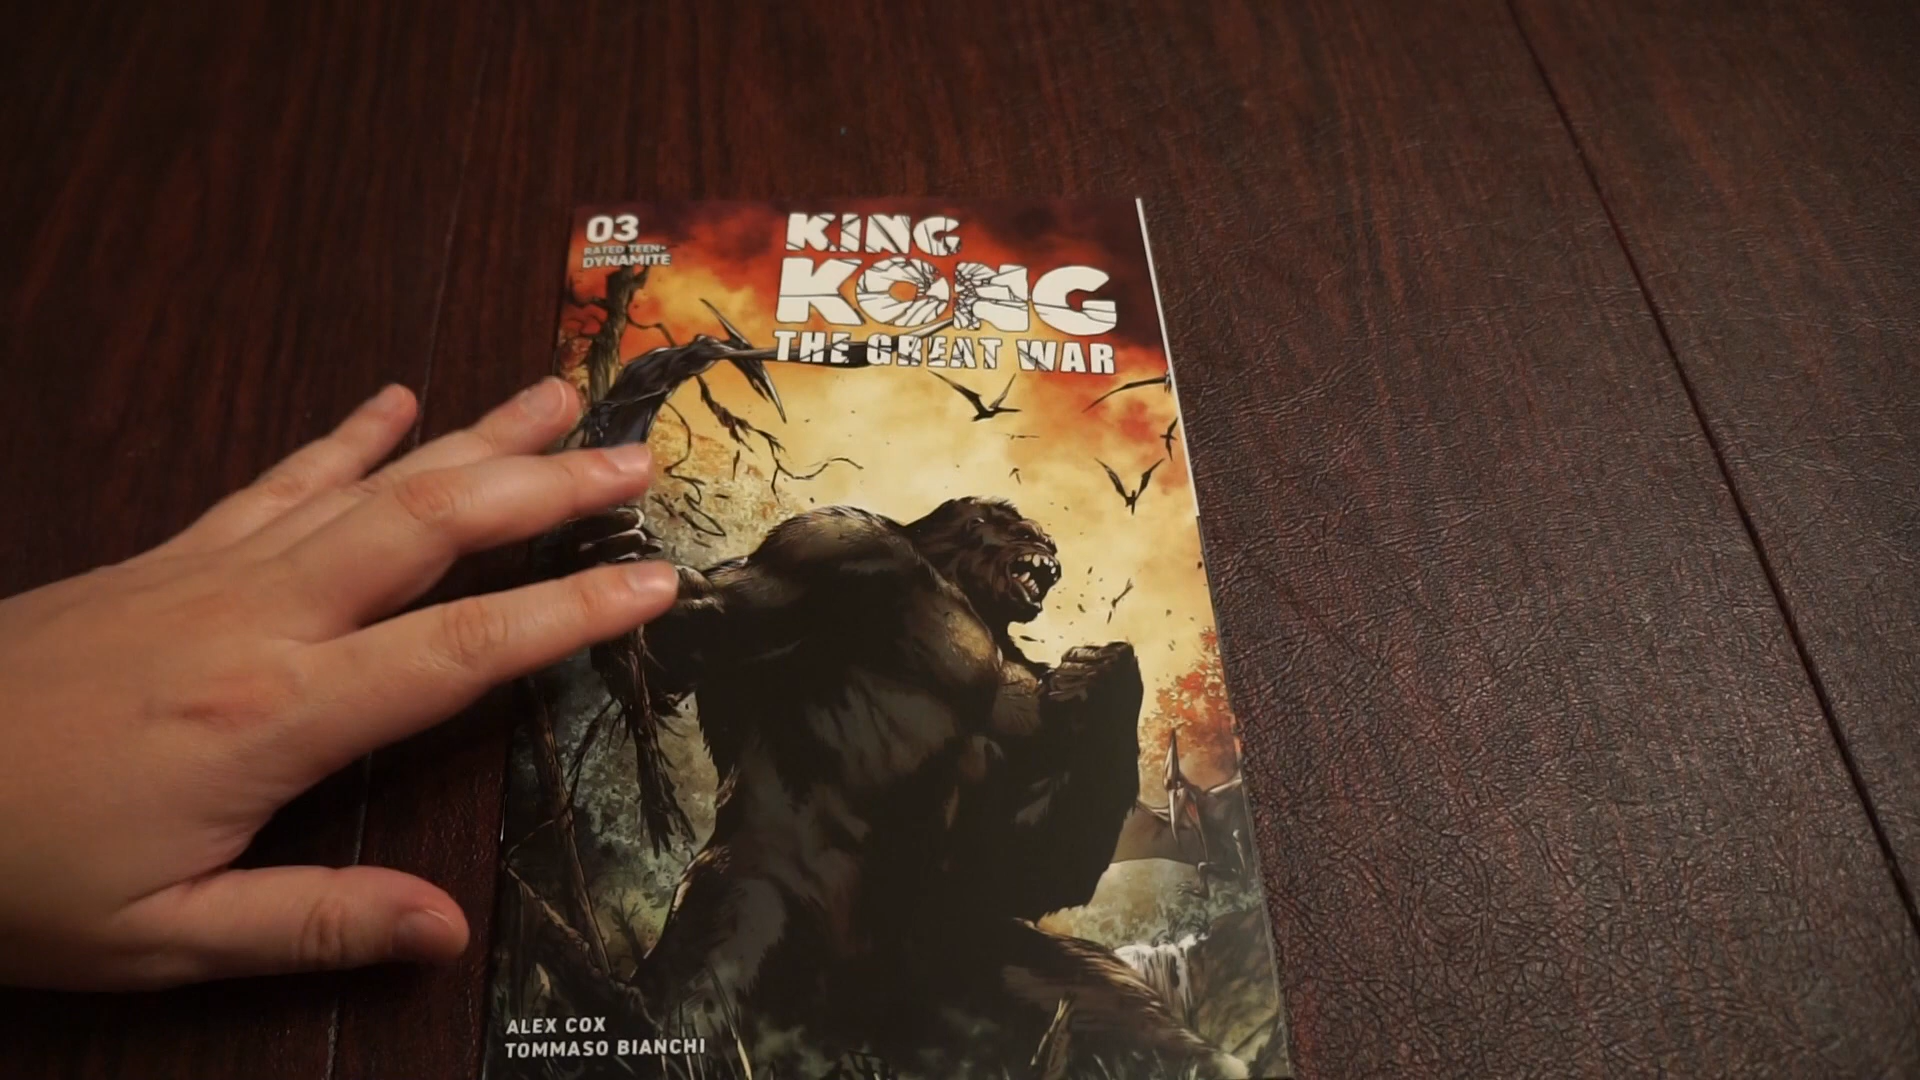 03
RATED TEEN+
DYNAMITE
KING
KONG
THE GREAT WAR
ALEX COX
TOMMASO BIANCHI